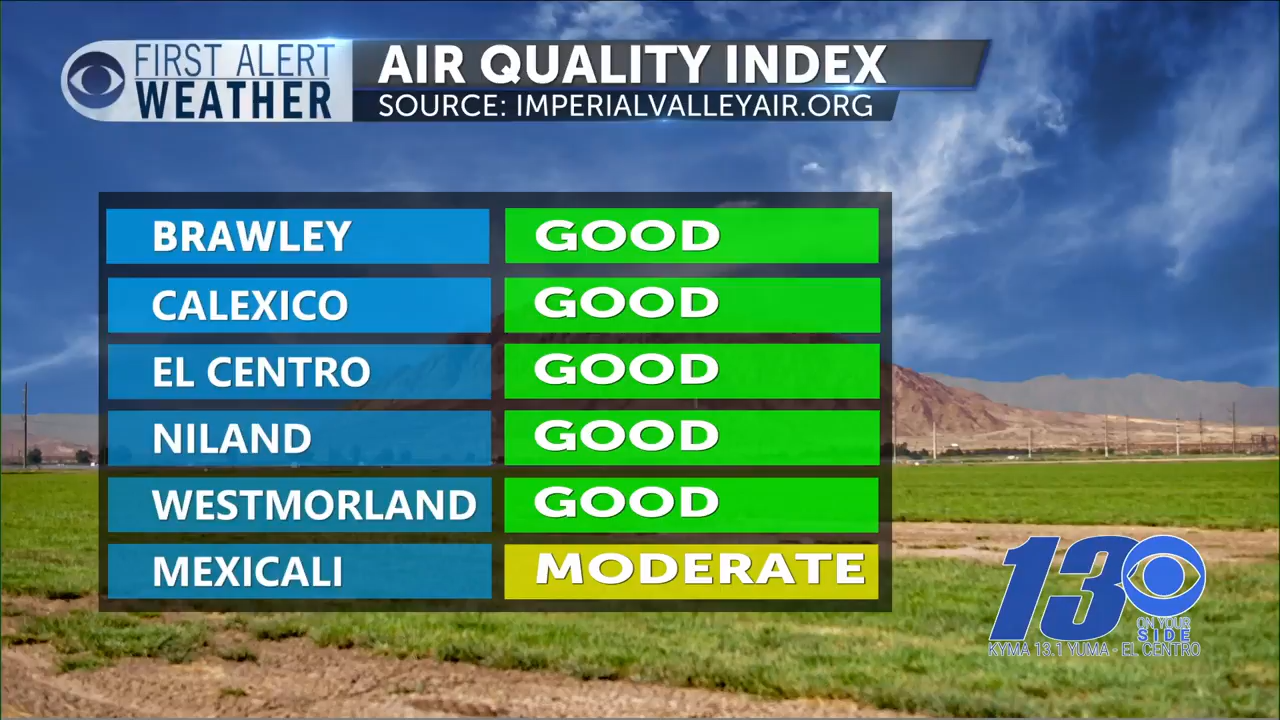 FIRST ALERT
WEATHER
AIR QUALITY INDEX
SOURCE: IMPERIALVALLEYAIR.ORG
BRAWLEY GOOD
CALEXICO GOOD
EL CENTRO GOOD
NILAND GOOD
WESTMORLAND GOOD
MEXICALI MODERATE
13
ON YOUR
SIDE
KYMA 13.1 YUMA - EL CENTRO